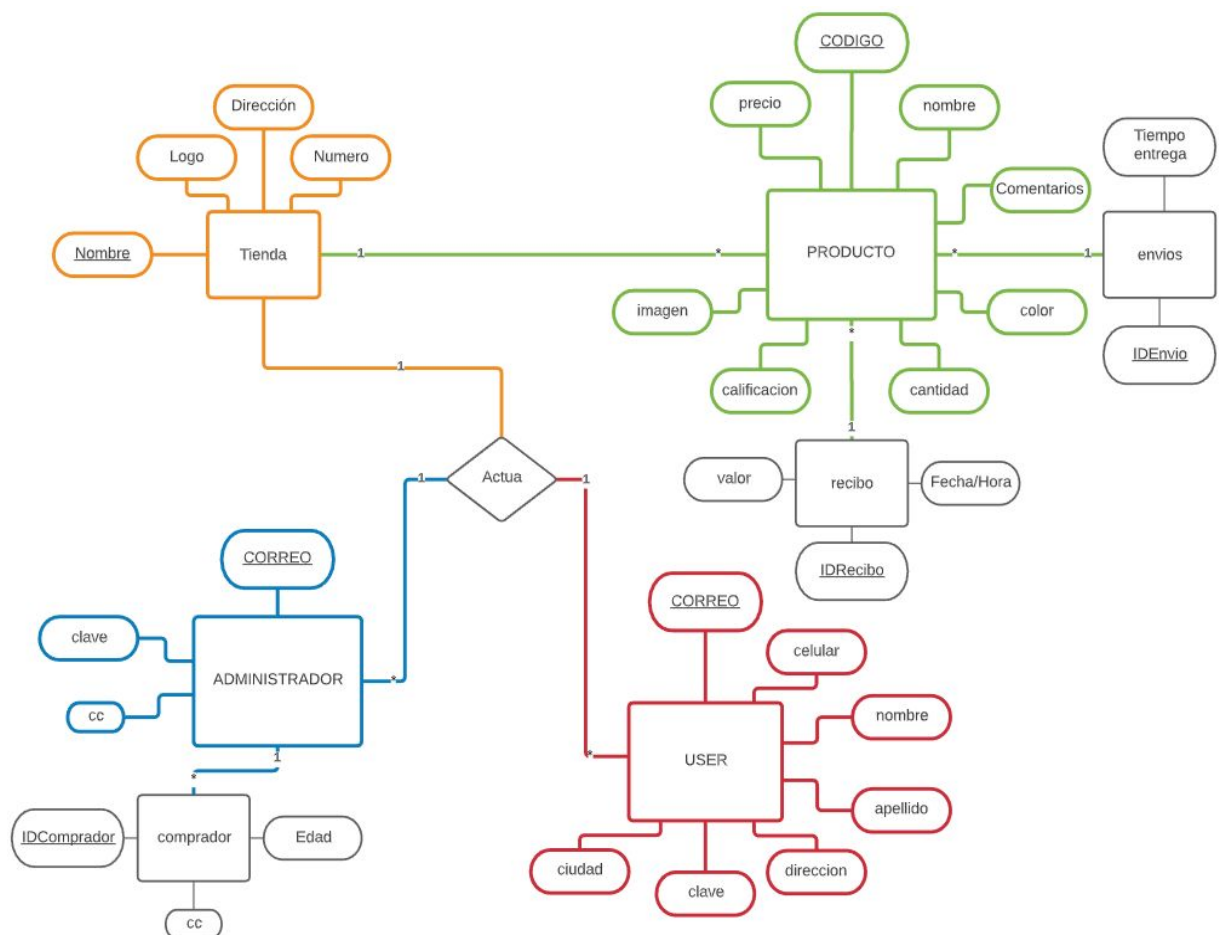 CODIGO
precio
nombre
Dirección
Logo
Numero
Tiempo
entrega
Comentarios
Nombre
Tienda
1
*
PRODUCTO
*
1
envios
imagen
color
*
IDEnvio
calificacion
cantidad
1
1
Actua
1
1
valor
recibo
Fecha/Hora
CORREO
IDRecibo
CORREO
clave
celular
ADMINISTRADOR
*
cc
nombre
1
*
*
USER
apellido
IDComprador
comprador
Edad
ciudad
direccion
clave
cc